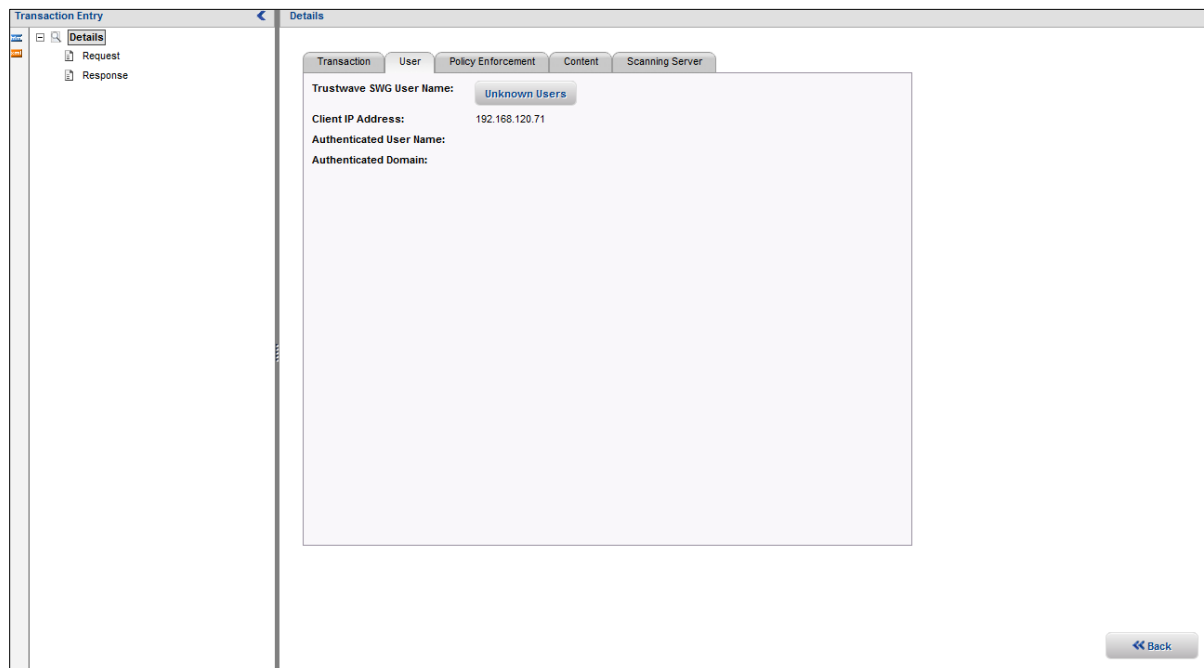 Transaction Entry
Details
Details
Request
Response
Transaction
User
Policy Enforcement
Content
Scanning Server
Trustwave SWG User Name:
Unknown Users
Client IP Address:
192.168.120.71
Authenticated User Name:
Authenticated Domain:
Back